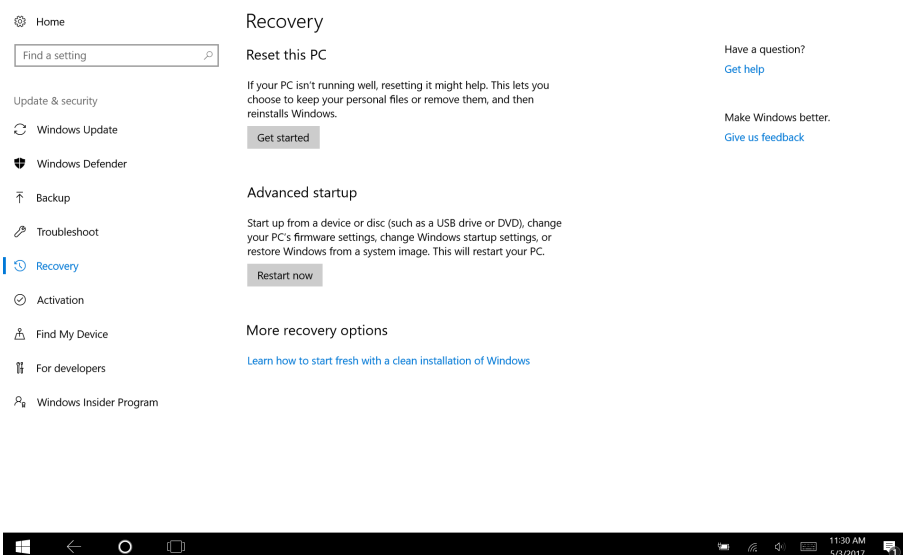 Home
Find a setting
Update & security
Windows Update
Windows Defender
Backup
Troubleshoot
Recovery
Activation
Find My Device
For developers
Windows Insider Program
Recovery
Reset this PC
If your PC isn't running well, resetting it might help. This lets you
choose to keep your personal files or remove them, and then
reinstalls Windows.
Get started
Advanced startup
Start up from a device or disc (such as a USB drive or DVD), change
your PC's firmware settings, change Windows startup settings, or
restore Windows from a system image. This will restart your PC.
Restart now
More recovery options
Learn how to start fresh with a clean installation of Windows
Have a question?
Get help
Make Windows better.
Give us feedback
11:30 AM
5/3/2017
1